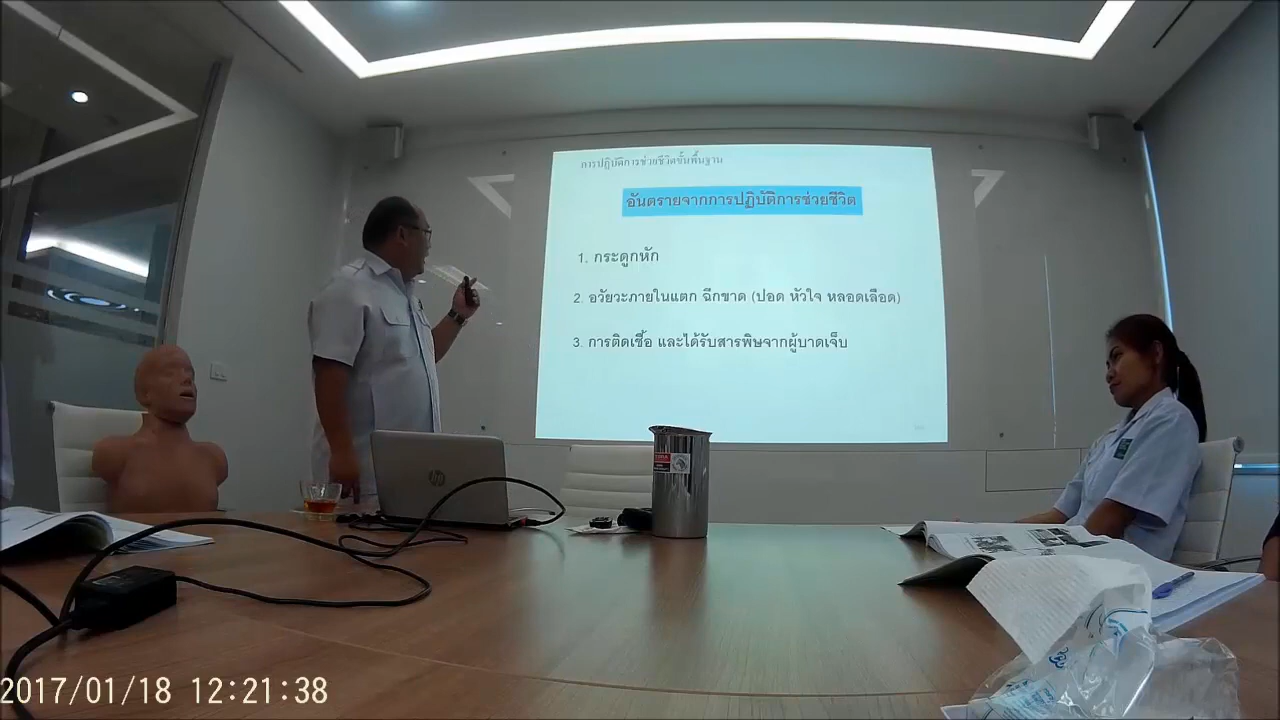 การปฏิบัติการช่วยชีวิตขั้นพื้นฐาน
อันตรายจากการปฏิบัติการช่วยชีวิต
1. กระดูกหัก
2. อวัยวะภายในแตก ฉีกขาด (ปอด หัวใจ หลอดเลือด)
3. การติดเชื้อ และได้รับสารพิษจากผู้บาดเจ็บ
hp
2017/01/18 12:21:38